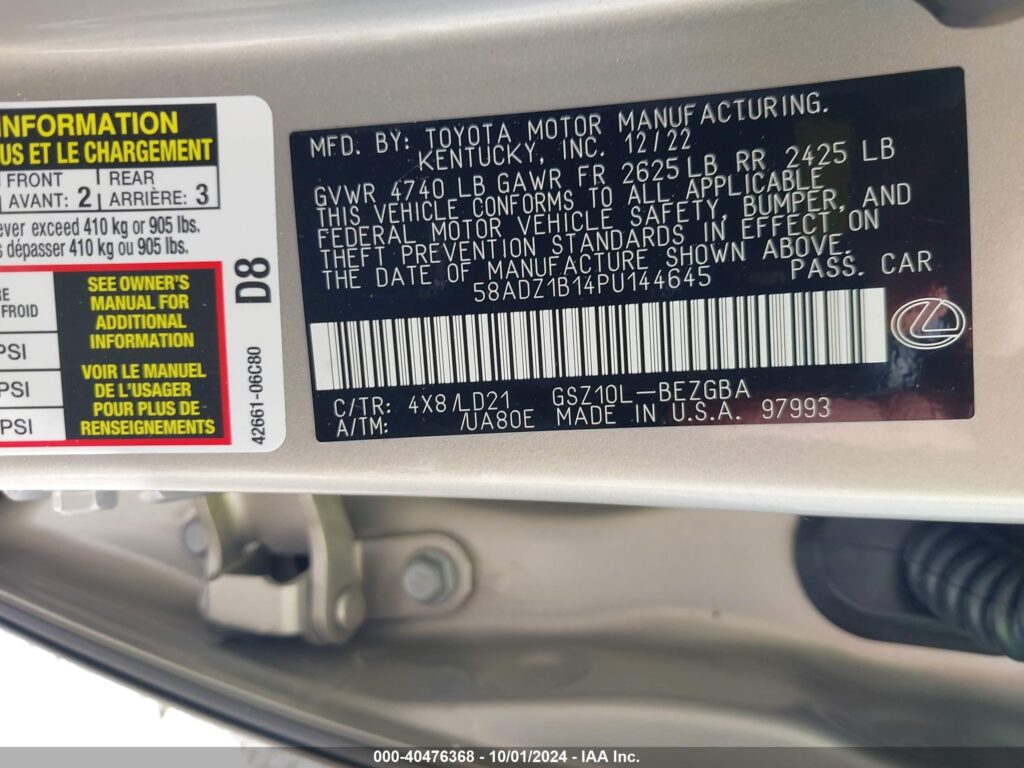 INFORMATION
US ET LE CHARGEMENT
FRONT REAR
AVANT: 2 ARRIÈRE: 3
ever exceed 410 kg or 905 lbs.
s dépasser 410 kg ou 905 lbs.
FROID
PSI
PSI
PSI
SEE OWNER'S
MANUAL FOR
ADDITIONAL
INFORMATION
VOIR LE MANUEL
DE L'USAGER
POUR PLUS DE
RENSEIGNEMENTS
D8
42661-06C80
MFD. BY: TOYOTA MOTOR MANUFACTURING.
KENTUCKY, INC. 12/22
GVWR 4740 LB GAWR FR 2625 LB RR 2425 LB
THIS VEHICLE CONFORMS TO ALL APPLICABLE
FEDERAL MOTOR VEHICLE SAFETY, BUMPER, AND
THEFT PREVENTION STANDARDS IN EFFECT ON
THE DATE OF MANUFACTURE SHOWN ABOVE.
58ADZ1B14PU144645 PASS. CAR
C/TR: 4X8/LD21 GSZ10L-BEZGBA
A/TM: /UA80E MADE IN U.S.A. 97993
000-40476368 - 10/01/2024 - IAA Inc.